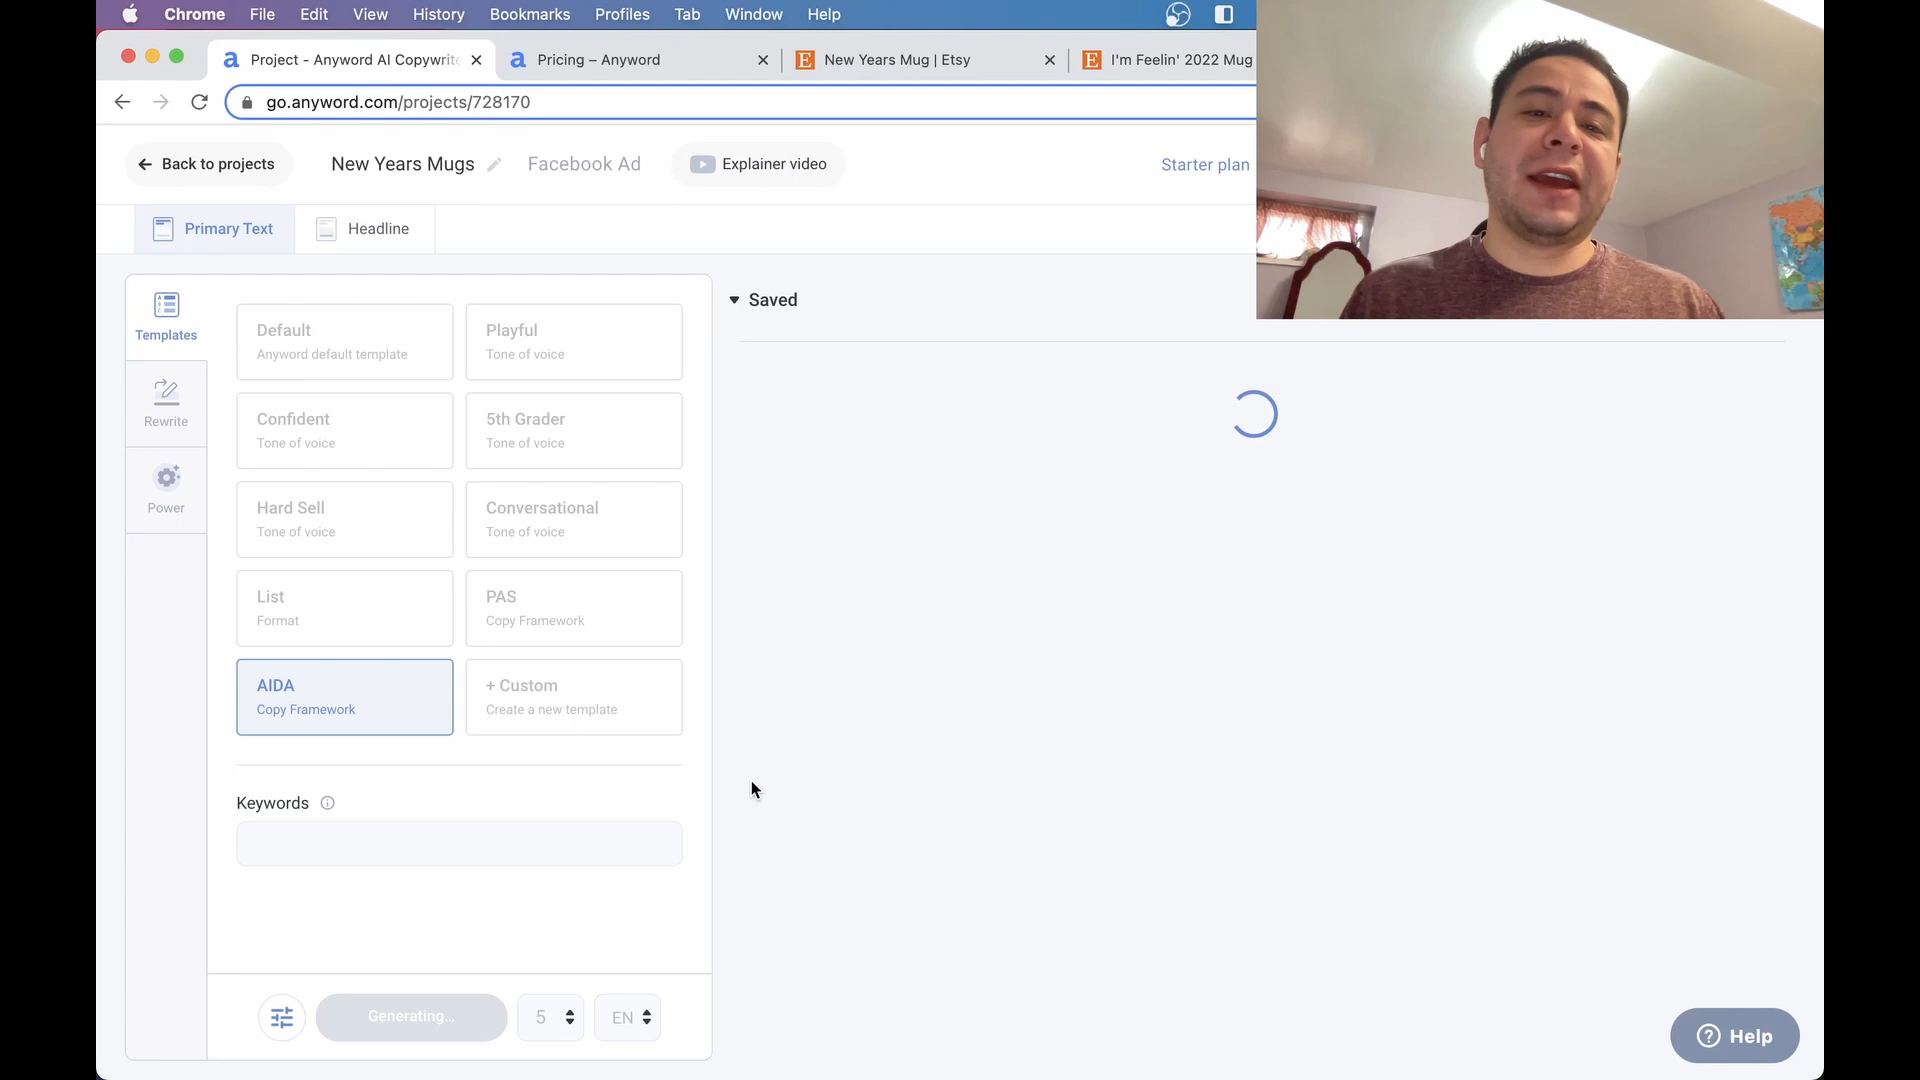 Chrome File Edit View History Bookmarks Profiles Tab Window Help
Project - Anyword AI Copywrite
Pricing – Anyword
New Years Mug | Etsy
I'm Feelin' 2022 Mug
go.anyword.com/projects/728170
Back to projects
New Years Mugs
Facebook Ad
Explainer video
Starter plan
Primary Text
Headline
Templates
Rewrite
Power
Default
Anyword default template
Playful
Tone of voice
Confident
Tone of voice
5th Grader
Tone of voice
Hard Sell
Tone of voice
Conversational
Tone of voice
List
Format
PAS
Copy Framework
AIDA
Copy Framework
+ Custom
Create a new template
Keywords
Generating...
5
EN
Saved
Help